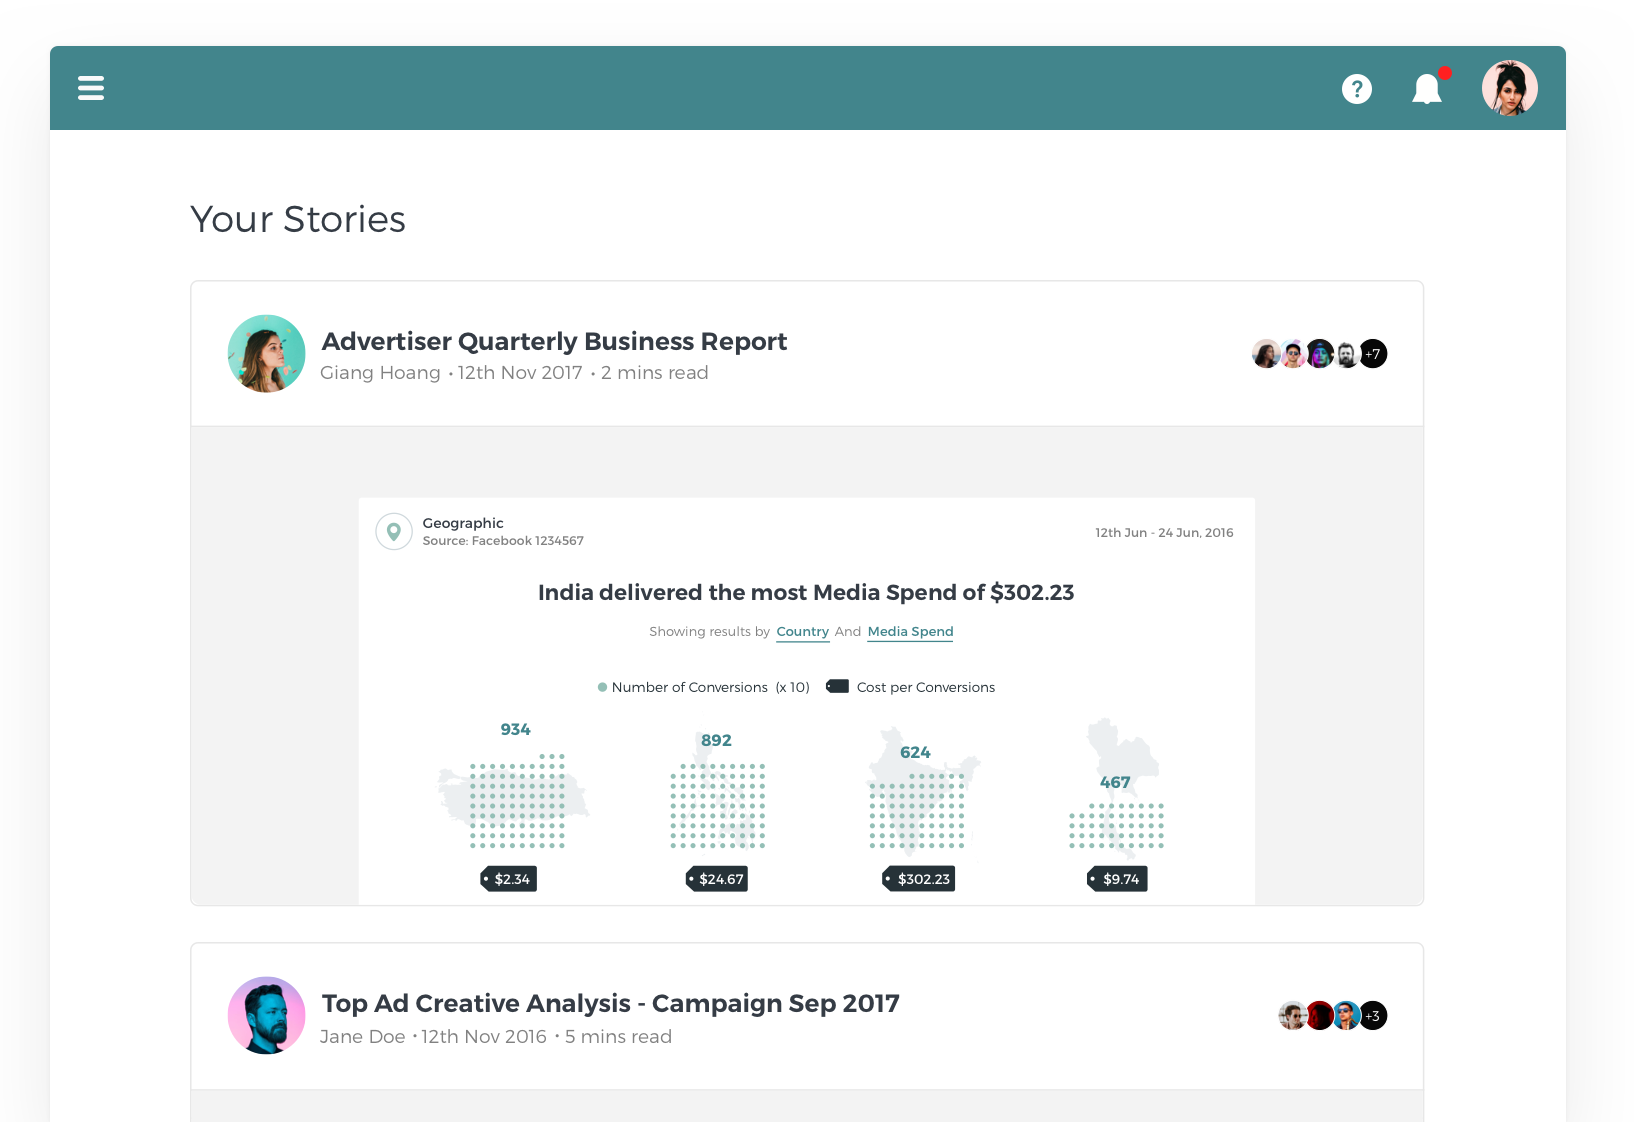 ?
Your Stories
Advertiser Quarterly Business Report
Giang Hoang • 12th Nov 2017 • 2 mins read
+7
Geographic
Source: Facebook 1234567
12th Jun - 24 Jun, 2016
India delivered the most Media Spend of $302.23
Showing results by Country And Media Spend
Number of Conversions (x 10) Cost per Conversions
934
892
624
467
$2.34
$24.67
$302.23
$9.74
Top Ad Creative Analysis - Campaign Sep 2017
Jane Doe • 12th Nov 2016 • 5 mins read
+3